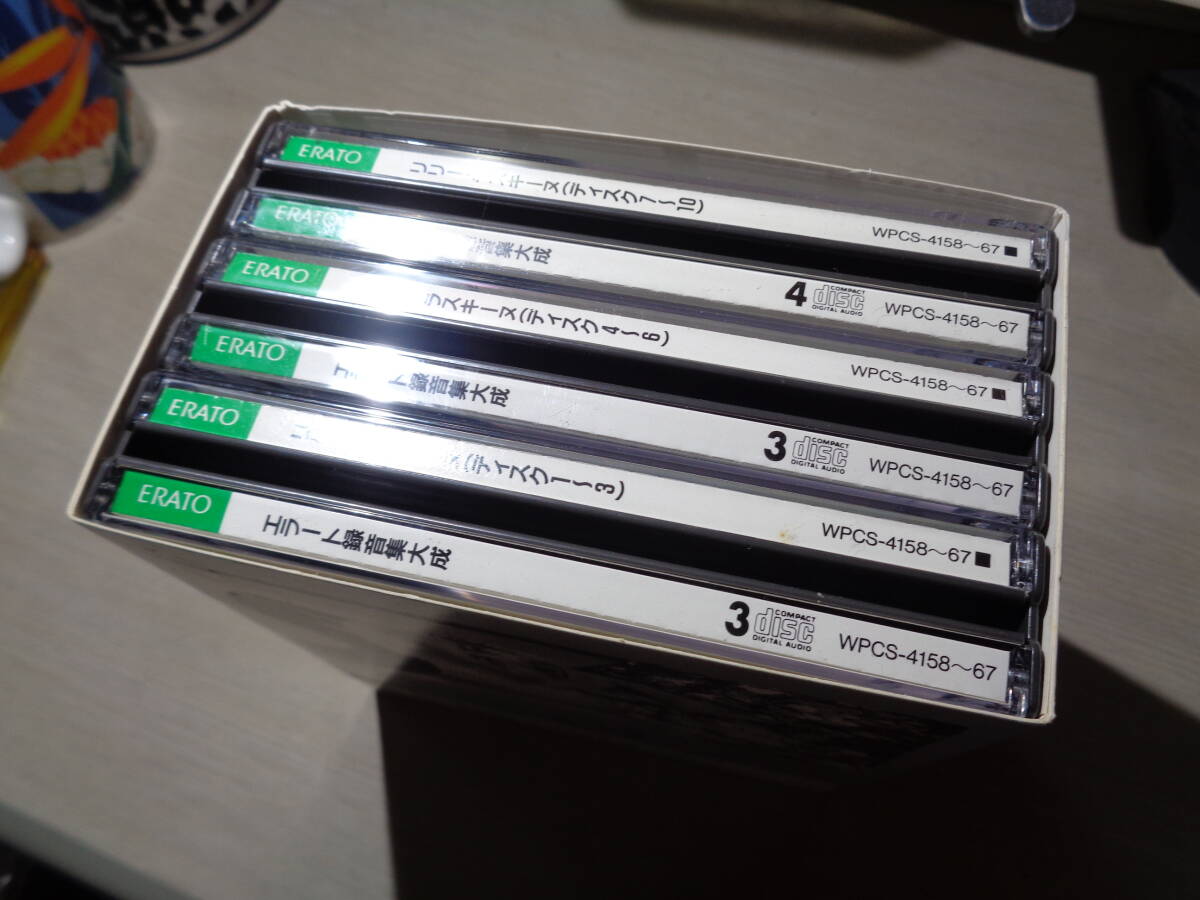 ERATO リリー スキーヌ(ディスク7〜10) WPCS-4158〜67■
ERATO 音集大成 4 COMPACT disc DIGITAL AUDIO WPCS-4158〜67
ERATO ラスキーヌ(ディスク4〜6) WPCS-4158〜67■
ERATO エラート録音集大成 3 COMPACT disc DIGITAL AUDIO WPCS-4158〜67
ERATO ヌ(ディスク1〜3) WPCS-4158〜67■
ERATO エラート録音集大成 3 COMPACT disc DIGITAL AUDIO WPCS-4158〜67